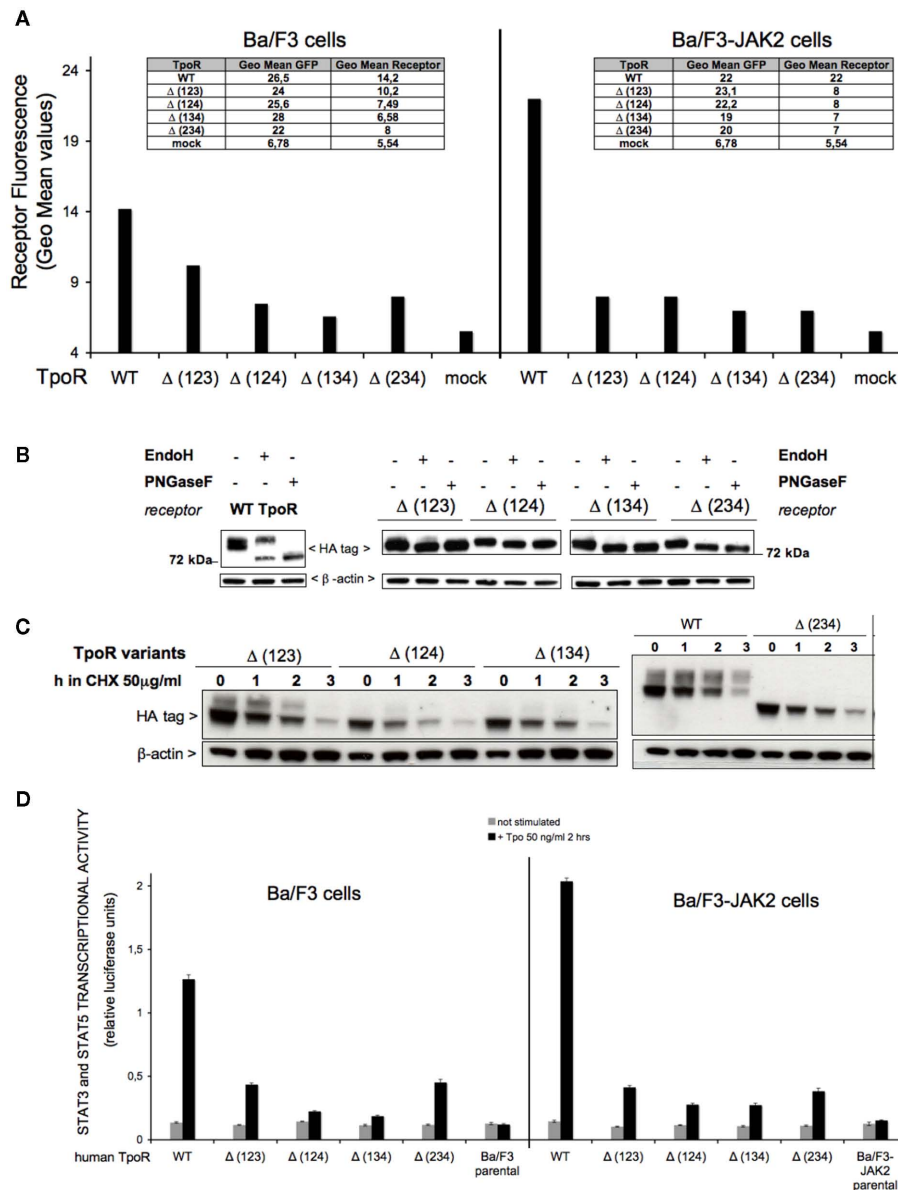 A
Ba/F3 cells
Ba/F3-JAK2 cells
TpoR Geo Mean GFP Geo Mean Receptor
WT 26,5 14,2
Δ (123) 24 10,2
Δ (124) 25,6 7,49
Δ (134) 28 6,58
Δ (234) 22 8
mock 6,78 5,54
TpoR Geo Mean GFP Geo Mean Receptor
WT 22 22
Δ (123) 23,1 8
Δ (124) 22,2 8
Δ (134) 19 7
Δ (234) 20 7
mock 6,78 5,54
Receptor Fluorescence
(Geo Mean values)
24
14
9
4
TpoR WT Δ (123) Δ (124) Δ (134) Δ (234) mock WT Δ (123) Δ (124) Δ (134) Δ (234) mock
B
EndoH - + - + - - + - - + - - + - EndoH
PNGaseF - - + - - + - - + - - + - - + PNGaseF
receptor WT TpoR Δ (123) Δ (124) Δ (134) Δ (234) receptor
72 kDa < HA tag > 72 kDa
< β -actin >
C
WT Δ (234)
0 1 2 3 0 1 2 3
TpoR variants Δ (123) Δ (124) Δ (134)
h in CHX 50μg/ml 0 1 2 3 0 1 2 3 0 1 2 3
HA tag >
β-actin >
D
not stimulated
+ Tpo 50 ng/ml 2 hrs
Ba/F3 cells
Ba/F3-JAK2 cells
STAT3 and STAT5 TRANSCRIPTIONAL ACTIVITY
(relative luciferase units)
2
1,5
1
0,5
0
human TpoR WT Δ (123) Δ (124) Δ (134) Δ (234) Ba/F3 parental WT Δ (123) Δ (124) Δ (134) Δ (234) Ba/F3-JAK2 parental